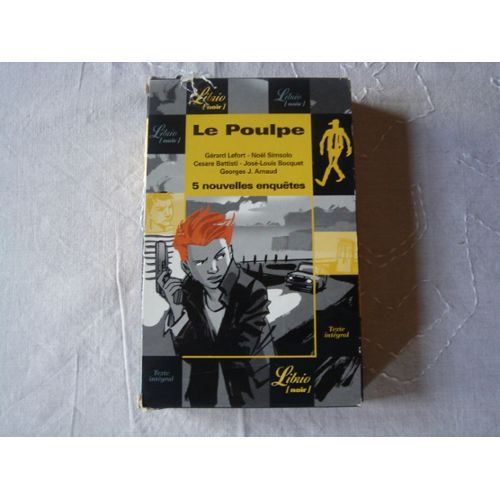 Librio
[noir]
Librio
[noir]
Librio
[noir]
Le Poulpe
Gérard Lefort - Noël Simsolo
Cesare Battisti - José-Louis Bocquet
Georges J. Arnaud
5 nouvelles enquêtes
Texte
intégral
Texte
intégral
Librio
[noir]